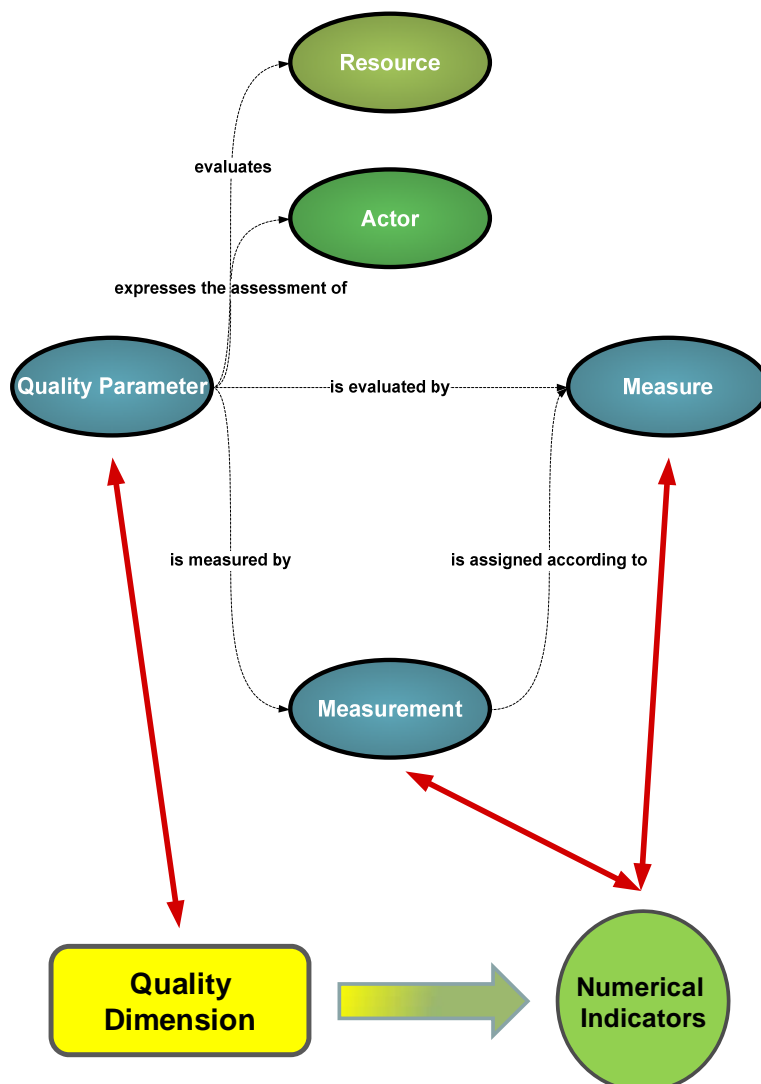 Resource
evaluates
Actor
expresses the assessment of
Quality Parameter
is evaluated by
Measure
is measured by
is assigned according to
Measurement
Quality
Dimension
Numerical
Indicators